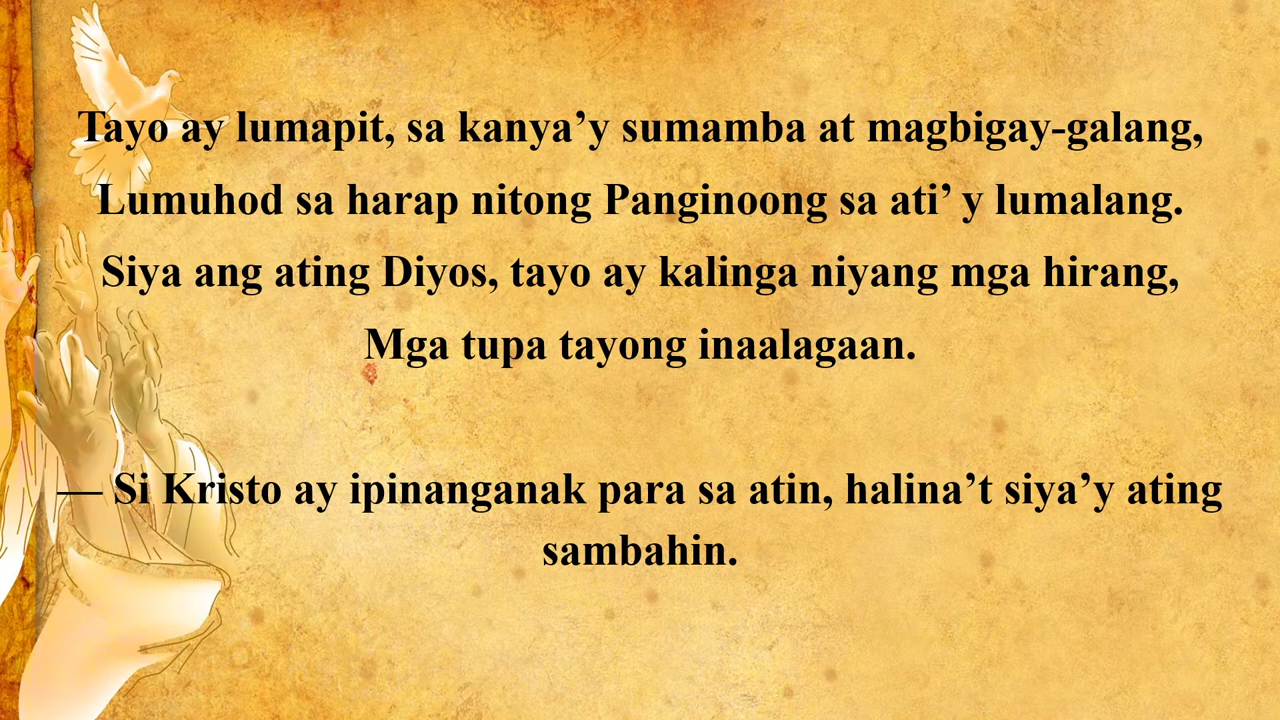 Tayo ay lumapit, sa kanya’y sumamba at magbigay-galang,
Lumuhod sa harap nitong Panginoong sa ati’ y lumalang.
Siya ang ating Diyos, tayo ay kalinga niyang mga hirang,
Mga tupa tayong inaalagaan.
— Si Kristo ay ipinanganak para sa atin, halina’t siya’y ating
sambahin.